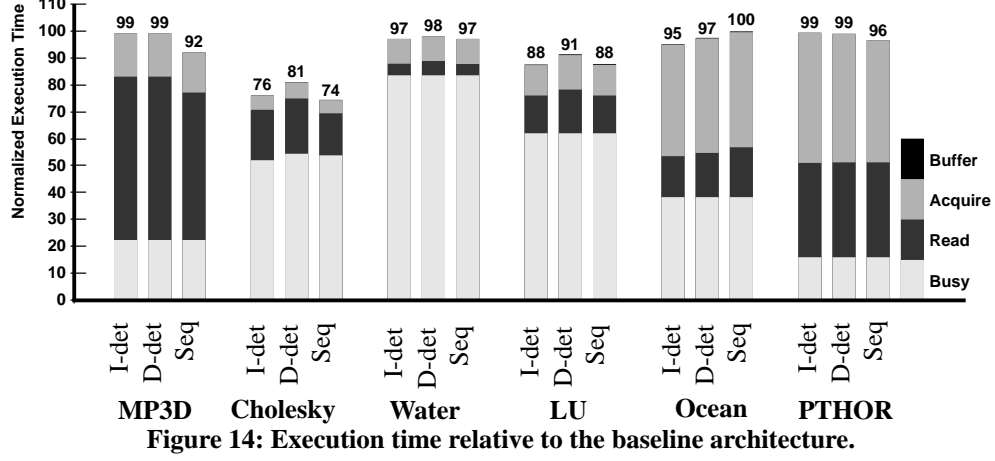 Normalized Execution Time
110
100
90
80
70
60
50
40
30
20
10
0
99 99 92
76 81 74
97 98 97
88 91 88
95 97 100
99 99 96
Buffer
Acquire
Read
Busy
I-det D-det Seq I-det D-det Seq I-det D-det Seq I-det D-det Seq I-det D-det Seq I-det D-det Seq
MP3D Cholesky Water LU Ocean PTHOR
Figure 14: Execution time relative to the baseline architecture.